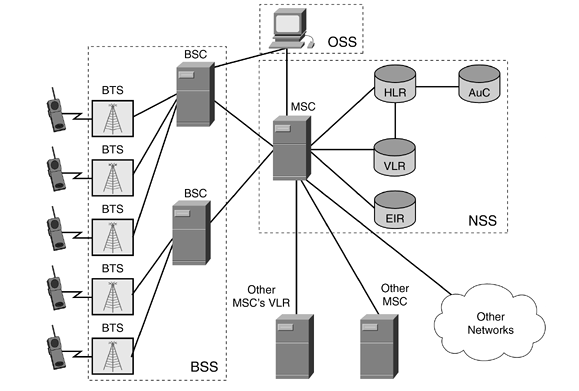 OSS
BSC
BTS
MSC
HLR
AuC
BTS
VLR
BSC
BTS
EIR
NSS
BTS
Other
MSC's VLR
Other
MSC
Other
Networks
BTS
BSS